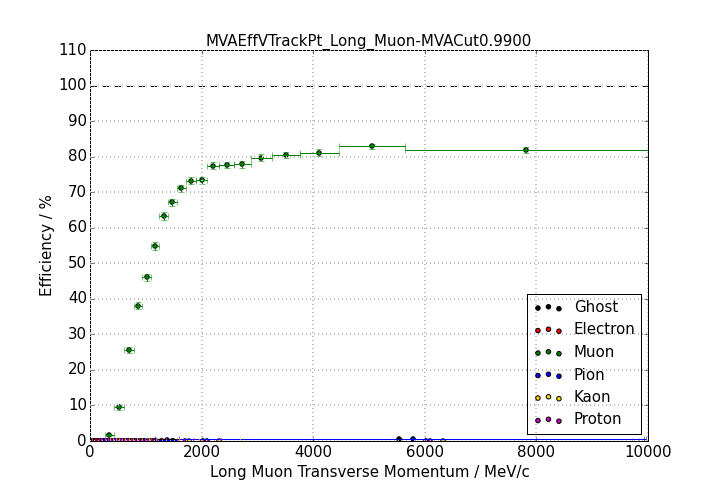 MVAEffVTrackPt_Long_Muon-MVACut0.9900
110
100
90
80
70
60
50
40
30
20
10
0
Efficiency / %
Ghost
Electron
Muon
Pion
Kaon
Proton
0 2000 4000 6000 8000 10000
Long Muon Transverse Momentum / MeV/c